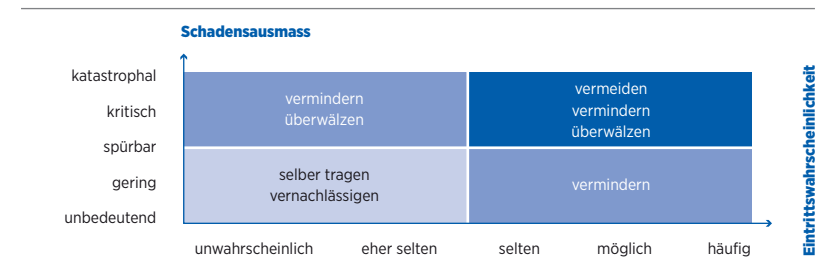 Schadensausmass
katastrophal
kritisch
spürbar
gering
unbedeutend
vermindern
überwälzen
vermeiden
vermindern
überwälzen
selber tragen
vernachlässigen
vermindern
unwahrscheinlich
eher selten
selten
möglich
häufig
Eintrittswahrscheinlichkeit